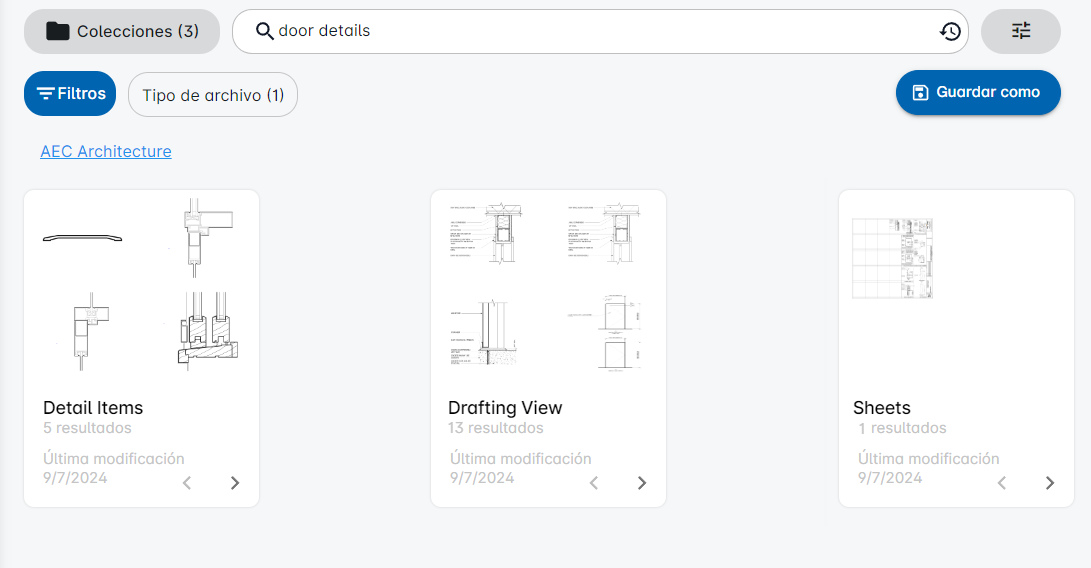 Colecciones (3)
door details
Filtros
Tipo de archivo (1)
Guardar como
AEC Architecture
Detail Items
5 resultados
Última modificación
9/7/2024
Drafting View
13 resultados
Última modificación
9/7/2024
Sheets
1 resultados
Última modificación
9/7/2024